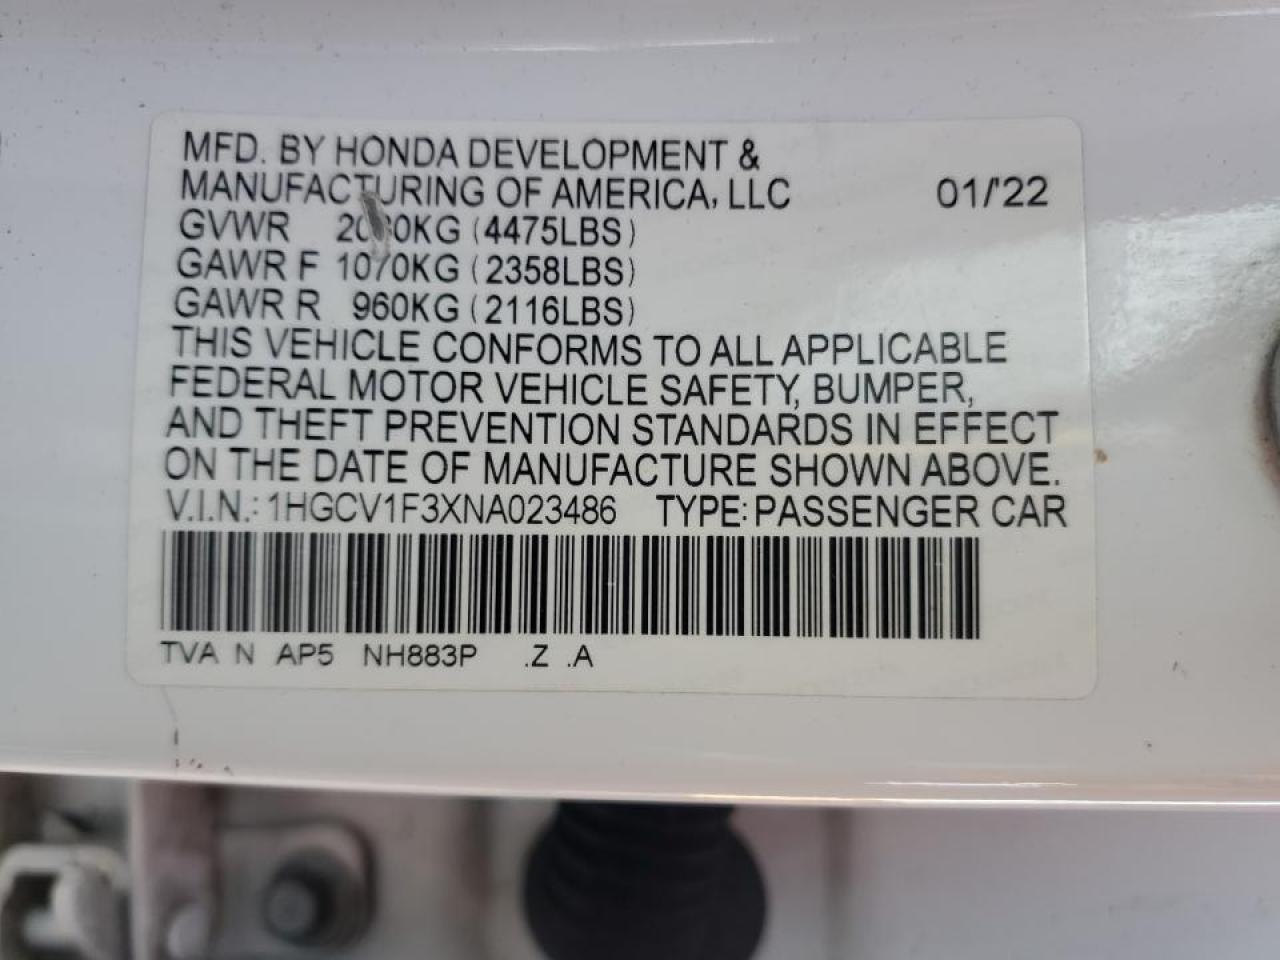 MFD. BY HONDA DEVELOPMENT &
MANUFACTURING OF AMERICA, LLC 01/'22
GVWR (4475LBS)
GAWR F 1070KG (2358LBS)
GAWR R 960KG (2116LBS)
THIS VEHICLE CONFORMS TO ALL APPLICABLE
FEDERAL MOTOR VEHICLE SAFETY, BUMPER,
AND THEFT PREVENTION STANDARDS IN EFFECT
ON THE DATE OF MANUFACTURE SHOWN ABOVE.
V.I.N.: 1HGCV1F3XNA023486 TYPE: PASSENGER CAR
TVA N AP5 NH883P .Z .A